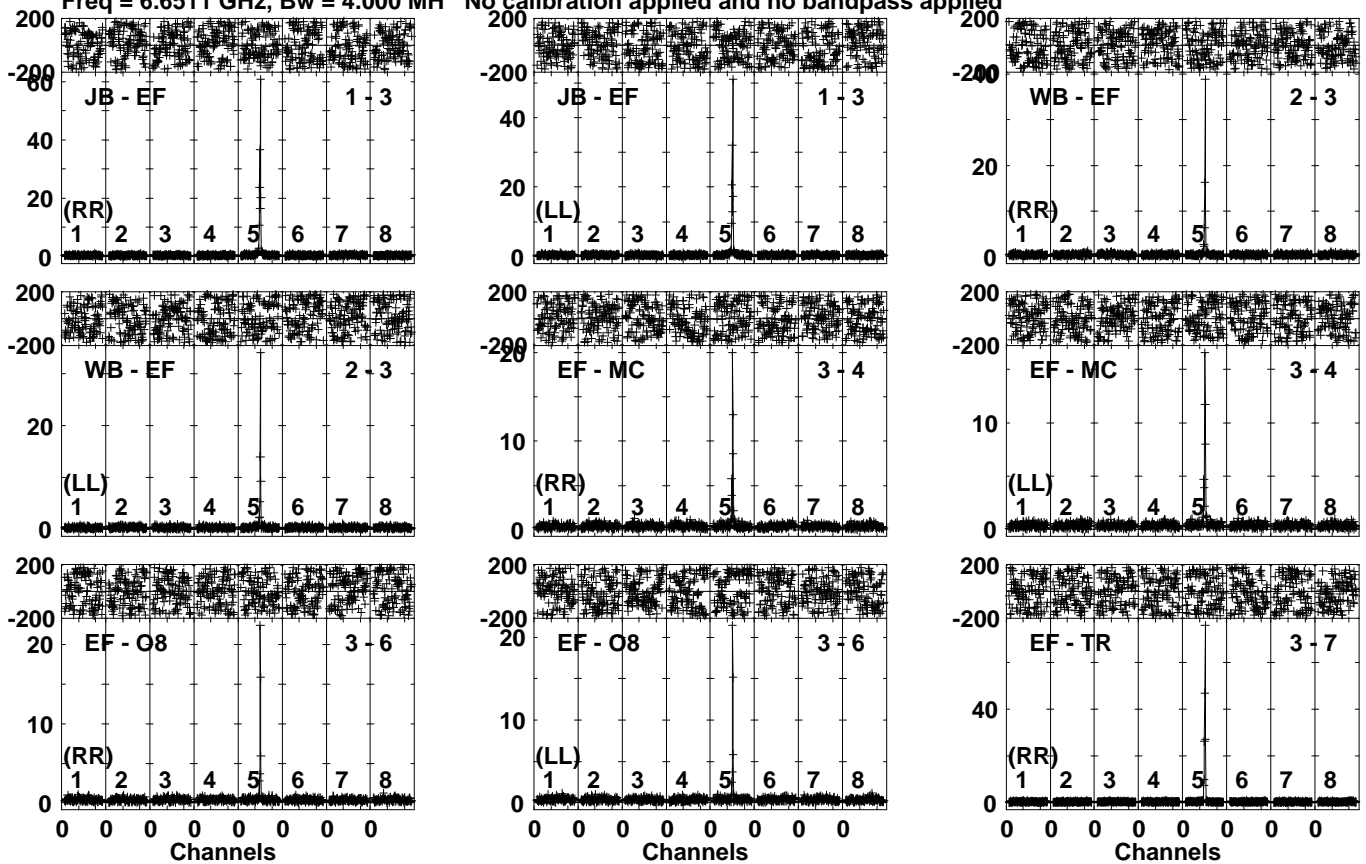 Freq = 6.6511 GHz, Bw = 4.000 MH No calibration applied and no bandpass applied
200 200 200
-200 -200
60 40
JB - EF 1 - 3 JB - EF 1 - 3 WB - EF 2 - 3
40 40
20 20 20
(RR) (LL) (RR)
1 2 3 4 5 6 7 8 1 2 3 4 5 6 7 8 1 2 3 4 5 6 7 8
0 0 0
200 200 200
-200 -200
20
WB - EF 2 - 3 EF - MC 3 - 4 EF - MC 3 - 4
20 10 10
(LL) (RR) (LL)
1 2 3 4 5 6 7 8 1 2 3 4 5 6 7 8 1 2 3 4 5 6 7 8
0 0 0
200 200 200
-200 -200 -200
20 EF - O8 3 - 6 20 EF - O8 3 - 6 EF - TR 3 - 7
10 10 40
(RR) (LL) (RR)
1 2 3 4 5 6 7 8 1 2 3 4 5 6 7 8 1 2 3 4 5 6 7 8
0 0 0
0 0 0 0 0 0 0 0 0 0 0 0 0 0 0 0 0 0 0 0 0 0 0 0
Channels Channels Channels